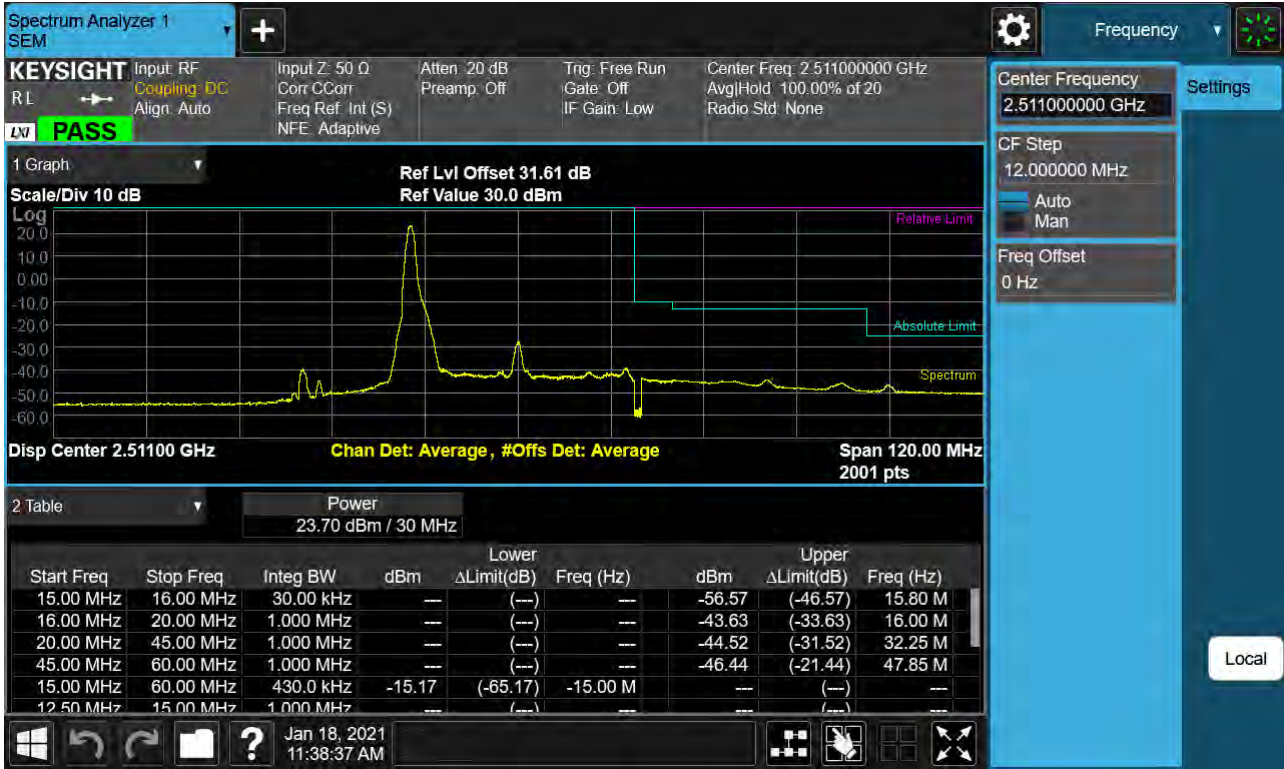 Spectrum Analyzer 1
SEM
Frequency
KEYSIGHT
R L
LXI
PASS
Input: RF
Coupling: DC
Align: Auto
Input Z: 50 Ω
Corr CCorr
Freq Ref: Int (S)
NFE: Adaptive
Atten: 20 dB
Preamp: Off
Trig: Free Run
Gate: Off
IF Gain: Low
Center Freq: 2.511000000 GHz
Avg|Hold: 100.00% of 20
Radio Std: None
Center Frequency
2.511000000 GHz
Settings
CF Step
12.000000 MHz
Auto
Man
Freq Offset
0 Hz
Local
1 Graph
Scale/Div 10 dB
Ref Lvl Offset 31.61 dB
Ref Value 30.0 dBm
Log
20.0
10.0
0.00
-10.0
-20.0
-30.0
-40.0
-50.0
-60.0
Relative Limit
Absolute Limit
Spectrum
Disp Center 2.51100 GHz
Chan Det: Average, #Offs Det: Average
Span 120.00 MHz
2001 pts
2 Table
Power
23.70 dBm / 30 MHz
Lower Upper
Start Freq Stop Freq Integ BW dBm ΔLimit(dB) Freq (Hz) dBm ΔLimit(dB) Freq (Hz)
15.00 MHz 16.00 MHz 30.00 kHz --- (---) --- -56.57 (-46.57) 15.80 M
16.00 MHz 20.00 MHz 1.000 MHz --- (---) --- -43.63 (-33.63) 16.00 M
20.00 MHz 45.00 MHz 1.000 MHz --- (---) --- -44.52 (-31.52) 32.25 M
45.00 MHz 60.00 MHz 1.000 MHz --- (---) --- -46.44 (-21.44) 47.85 M
15.00 MHz 60.00 MHz 430.0 kHz -15.17 (-65.17) -15.00 M --- (---) ---
12.50 MHz 15.00 MHz 1.000 MHz --- (---) --- --- (---) ---
?
Jan 18, 2021
11:38:37 AM